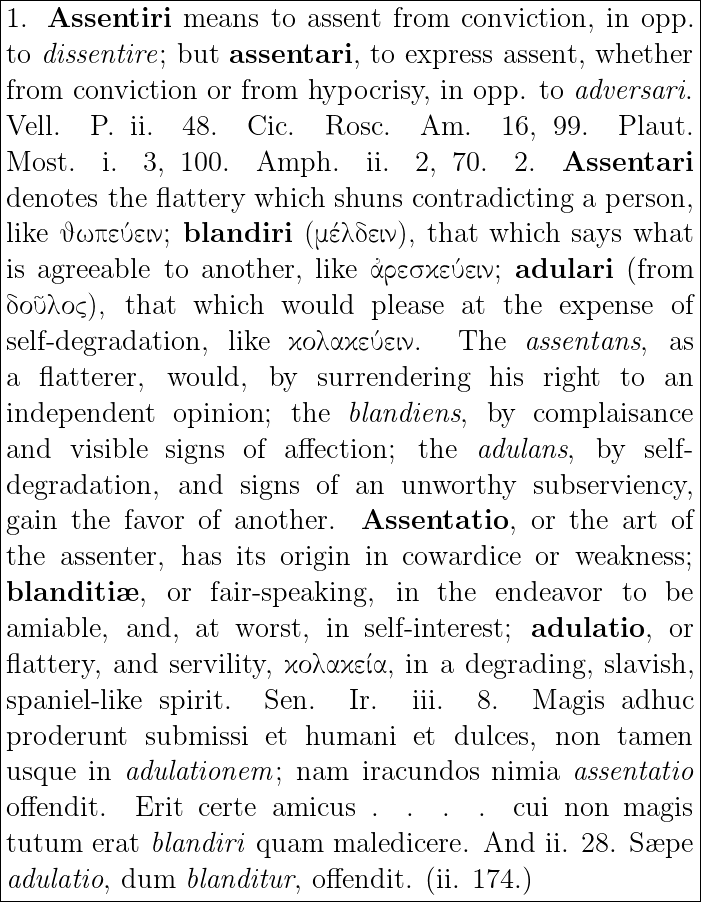 1. Assentiri means to assent from conviction, in opp.
to dissentire; but assentari, to express assent, whether
from conviction or from hypocrisy, in opp. to adversari.
Vell. P. ii. 48. Cic. Rosc. Am. 16, 99. Plaut.
Most. i. 3, 100. Amph. ii. 2, 70. 2. Assentari
denotes the flattery which shuns contradicting a person,
like ϑωπεύειν; blandiri (μέλδειν), that which says what
is agreeable to another, like ἀρεσκεύειν; adulari (from
δοῦλος), that which would please at the expense of
self-degradation, like κολακεύειν. The assentans, as
a flatterer, would, by surrendering his right to an
independent opinion; the blandiens, by complaisance
and visible signs of affection; the adulans, by self-
degradation, and signs of an unworthy subserviency,
gain the favor of another. Assentatio, or the art of
the assenter, has its origin in cowardice or weakness;
blanditiæ, or fair-speaking, in the endeavor to be
amiable, and, at worst, in self-interest; adulatio, or
flattery, and servility, κολακεία, in a degrading, slavish,
spaniel-like spirit. Sen. Ir. iii. 8. Magis adhuc
proderunt submissi et humani et dulces, non tamen
usque in adulationem; nam iracundos nimia assentatio
offendit. Erit certe amicus . . . . cui non magis
tutum erat blandiri quam maledicere. And ii. 28. Sæpe
adulatio, dum blanditur, offendit. (ii. 174.)